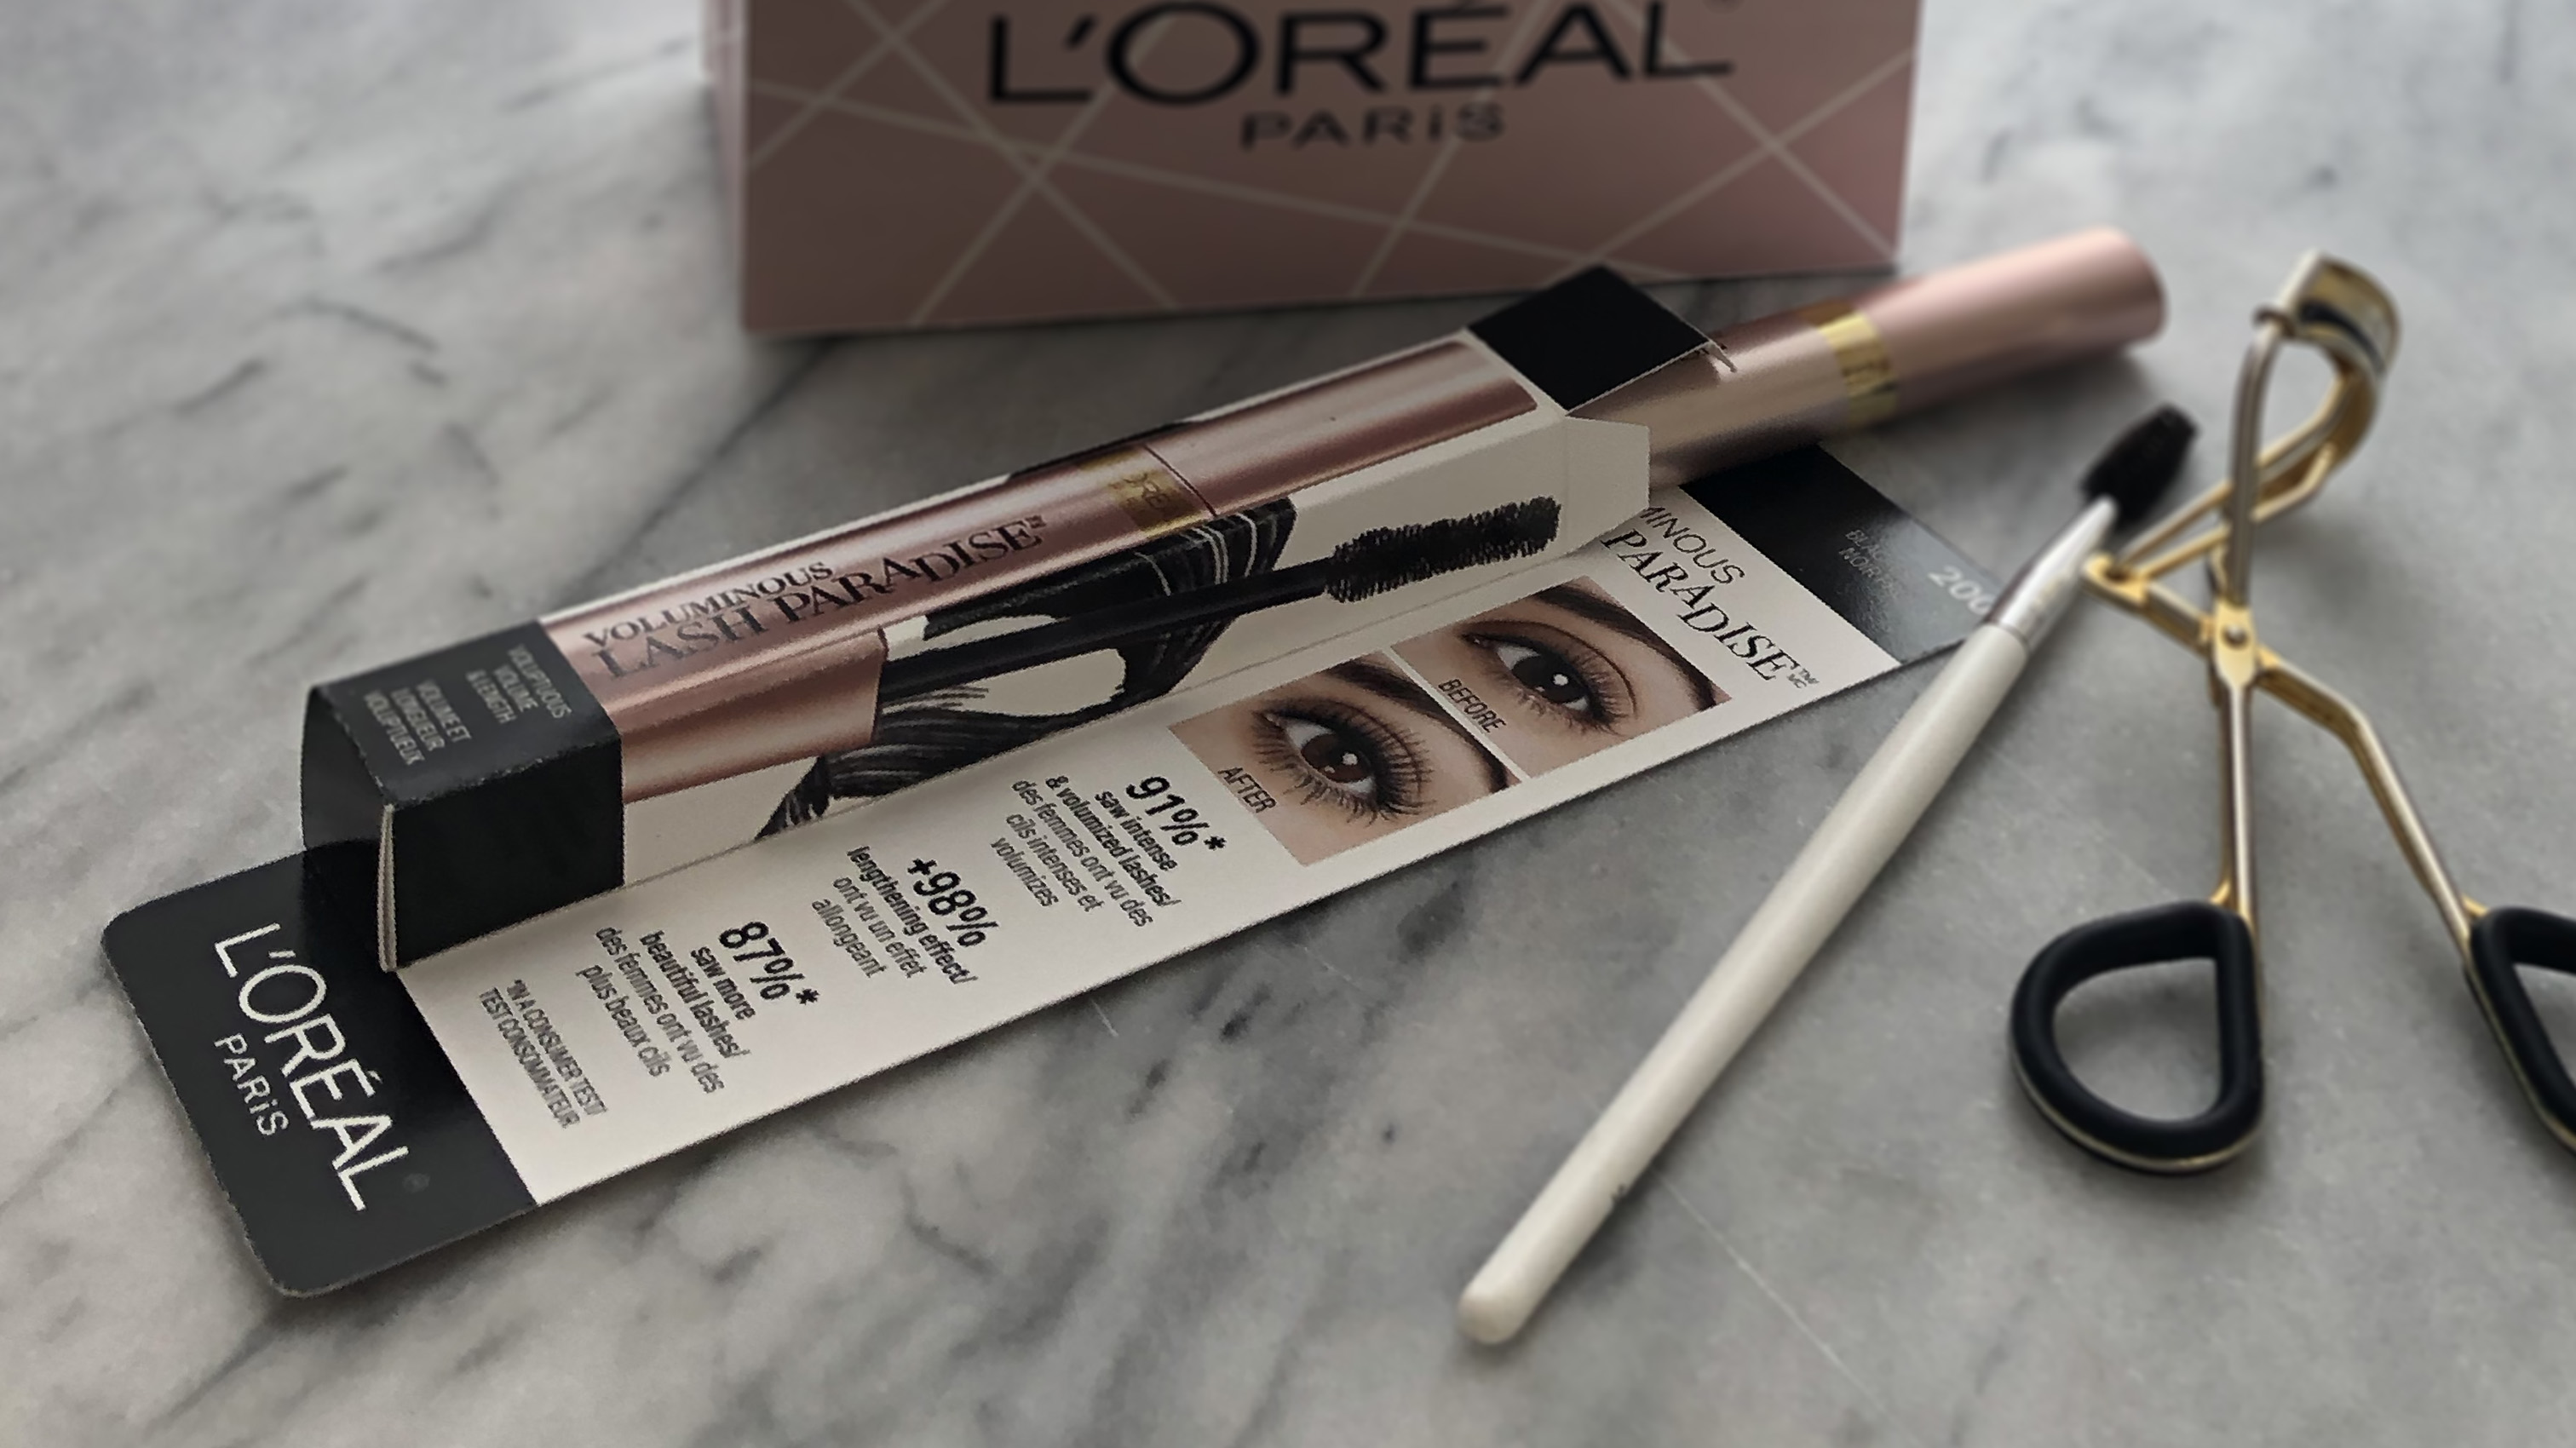 L'ORÉAL
PARiS
VOLUMINOUS
LASH PARADISE
VOLUPTUOUS
VOLUME
& LENGTH
VOLUME ET
LONGUEUR
VOLUPTUEUX
MINOUS
PARADISE
BEFORE
AFTER
91%*
saw intense
& volumized lashes/
des femmes ont vu des
cils intenses et
volumizes
+98%
lengthening effect/
ont vu un effet
allongeant
87%*
saw more
beautiful lashes/
des femmes ont vu des
plus beaux cils
*IN A CONSUMER TEST/
TEST CONSOMMATEUR
L'ORÉAL
PARiS
200